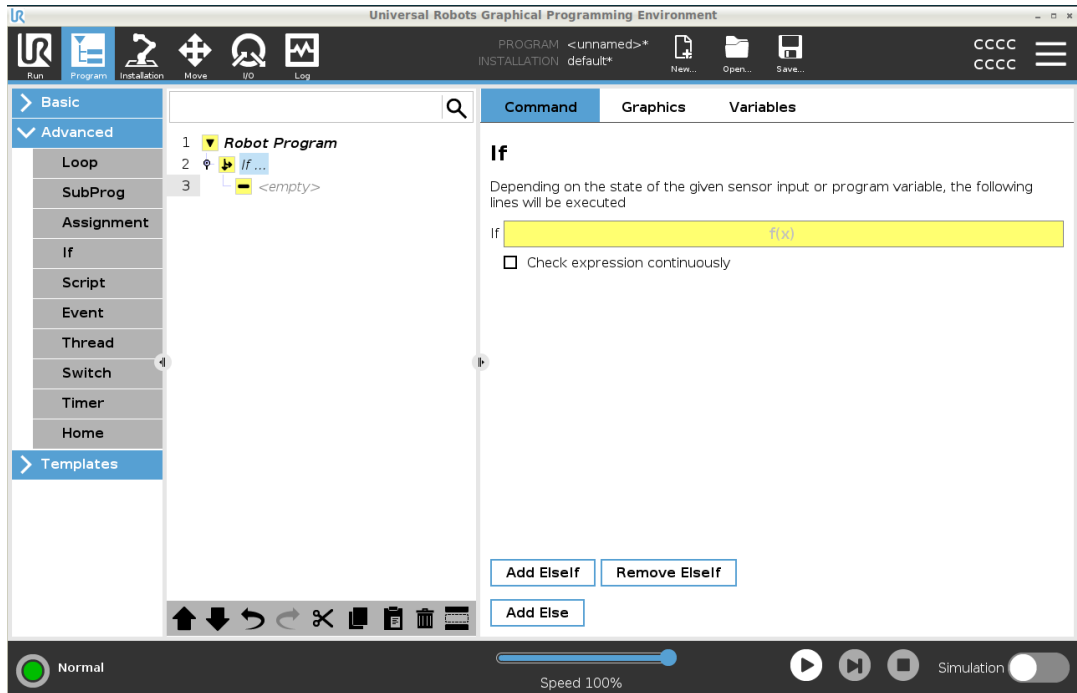 Universal Robots Graphical Programming Environment
UR
Run
Program
Installation
Move
I/O
Log
PROGRAM <unnamed>*
INSTALLATION default*
New...
Open...
Save...
CCCC
CCCC
Basic
Advanced
Loop
SubProg
Assignment
If
Script
Event
Thread
Switch
Timer
Home
Templates
1 Robot Program
2 If ...
3 <empty>
Command Graphics Variables
If
Depending on the state of the given sensor input or program variable, the following
lines will be executed
If f(x)
Check expression continuously
Add ElseIf Remove ElseIf
Add Else
Normal
Speed 100%
Simulation